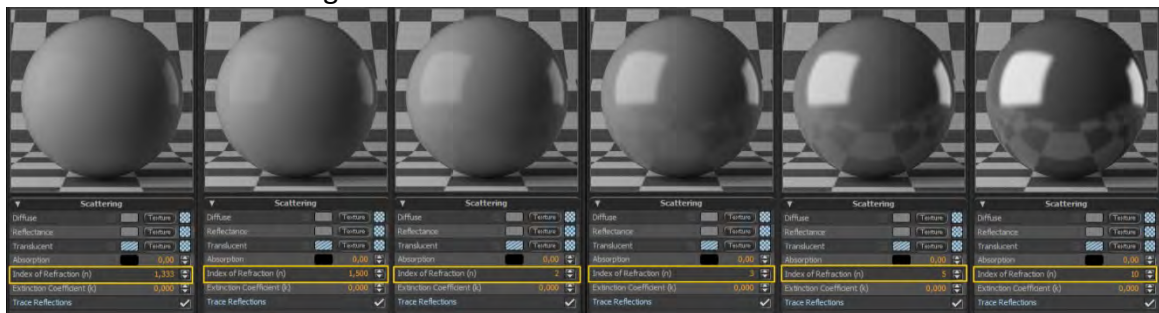 g
Scattering
Diffuse Texture
Reflectance Texture
Translucent Texture
Absorption 0,00
Index of Refraction (n) 1,333
Extinction Coefficient (k) 0,000
Trace Reflections
Scattering
Diffuse Texture
Reflectance Texture
Translucent Texture
Absorption 0,00
Index of Refraction (n) 1,500
Extinction Coefficient (k) 0,000
Trace Reflections
Scattering
Diffuse Texture
Reflectance Texture
Translucent Texture
Absorption 0,00
Index of Refraction (n) 2
Extinction Coefficient (k) 0,000
Trace Reflections
Scattering
Diffuse Texture
Reflectance Texture
Translucent Texture
Absorption 0,00
Index of Refraction (n) 3
Extinction Coefficient (k) 0,000
Trace Reflections
Scattering
Diffuse Texture
Reflectance Texture
Translucent Texture
Absorption 0,00
Index of Refraction (n) 5
Extinction Coefficient (k) 0,000
Trace Reflections
Scattering
Diffuse Texture
Reflectance Texture
Translucent Texture
Absorption 0,00
Index of Refraction (n) 10
Extinction Coefficient (k) 0,000
Trace Reflections